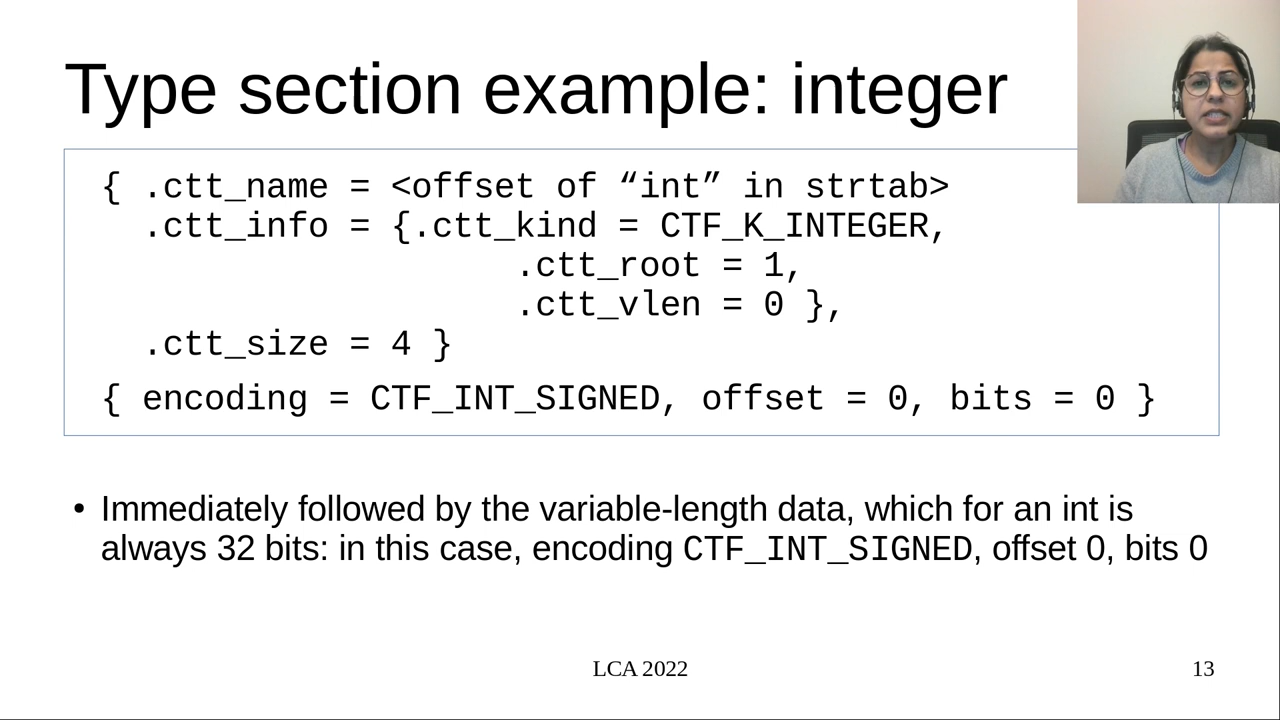 Type section example: integer
{ .ctt_name = <offset of “int” in strtab>
.ctt_info = {.ctt_kind = CTF_K_INTEGER,
.ctt_root = 1,
.ctt_vlen = 0 },
.ctt_size = 4 }
{ encoding = CTF_INT_SIGNED, offset = 0, bits = 0 }
• Immediately followed by the variable-length data, which for an int is
always 32 bits: in this case, encoding CTF_INT_SIGNED, offset 0, bits 0
LCA 2022
13